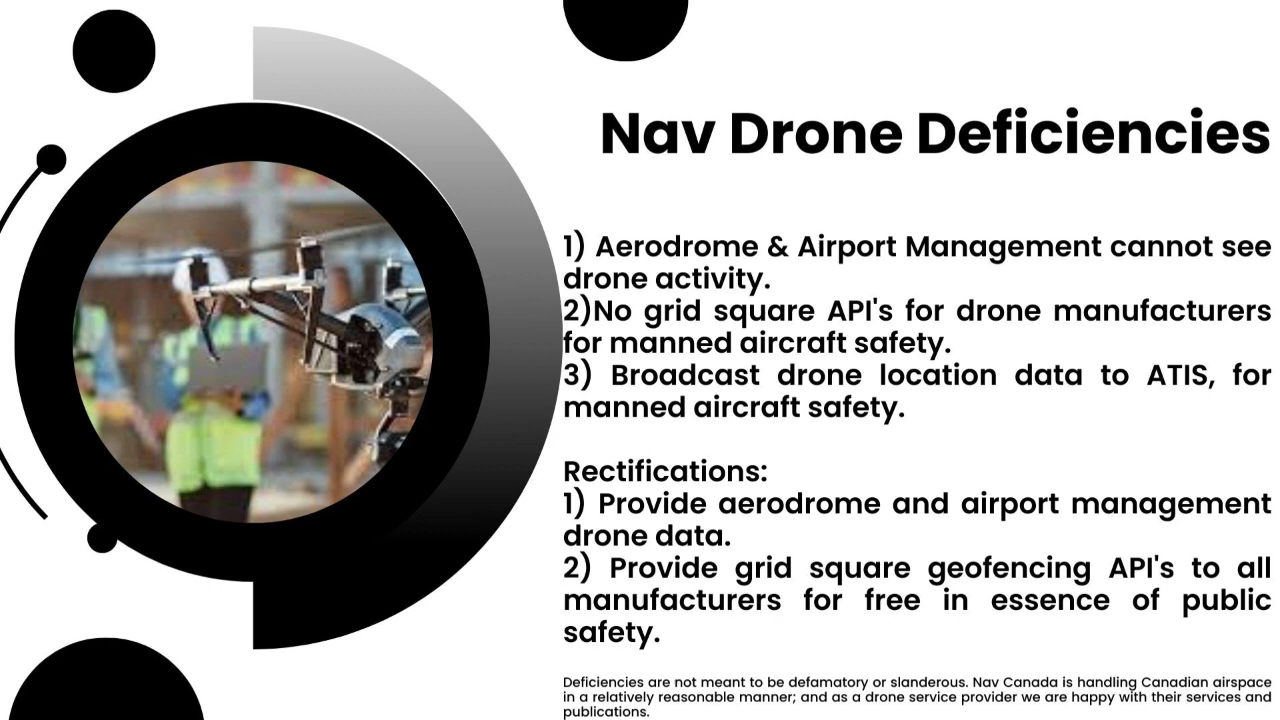 Nav Drone Deficiencies
1) Aerodrome & Airport Management cannot see
drone activity.
2)No grid square API's for drone manufacturers
for manned aircraft safety.
3) Broadcast drone location data to ATIS, for
manned aircraft safety.
Rectifications:
1) Provide aerodrome and airport management
drone data.
2) Provide grid square geofencing API's to all
manufacturers for free in essence of public
safety.
Deficiencies are not meant to be defamatory or slanderous. Nav Canada is handling Canadian airspace
in a relatively reasonable manner; and as a drone service provider we are happy with their services and
publications.